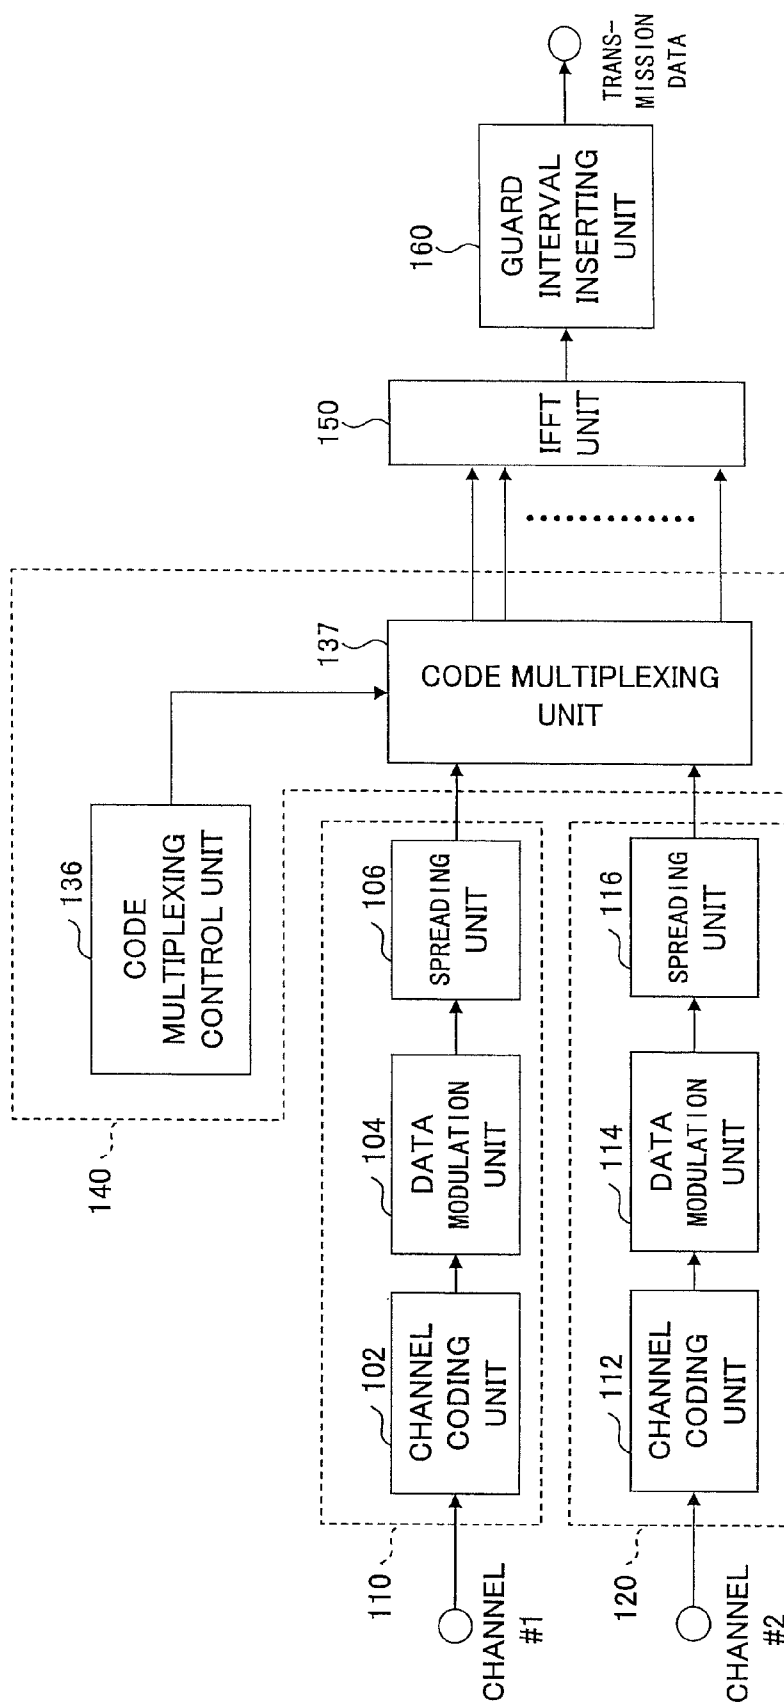 140
136
CODE
MULTIPLEXING
CONTROL UNIT
137
CODE MULTIPLEXING
UNIT
150
IFFT
UNIT
160
GUARD
INTERVAL
INSERTING
UNIT
TRANS-
MISSION
DATA
110
CHANNEL
#1
102
CHANNEL
CODING
UNIT
104
DATA
MODULATION
UNIT
106
SPREADING
UNIT
120
CHANNEL
#2
112
CHANNEL
CODING
UNIT
114
DATA
MODULATION
UNIT
116
SPREADING
UNIT